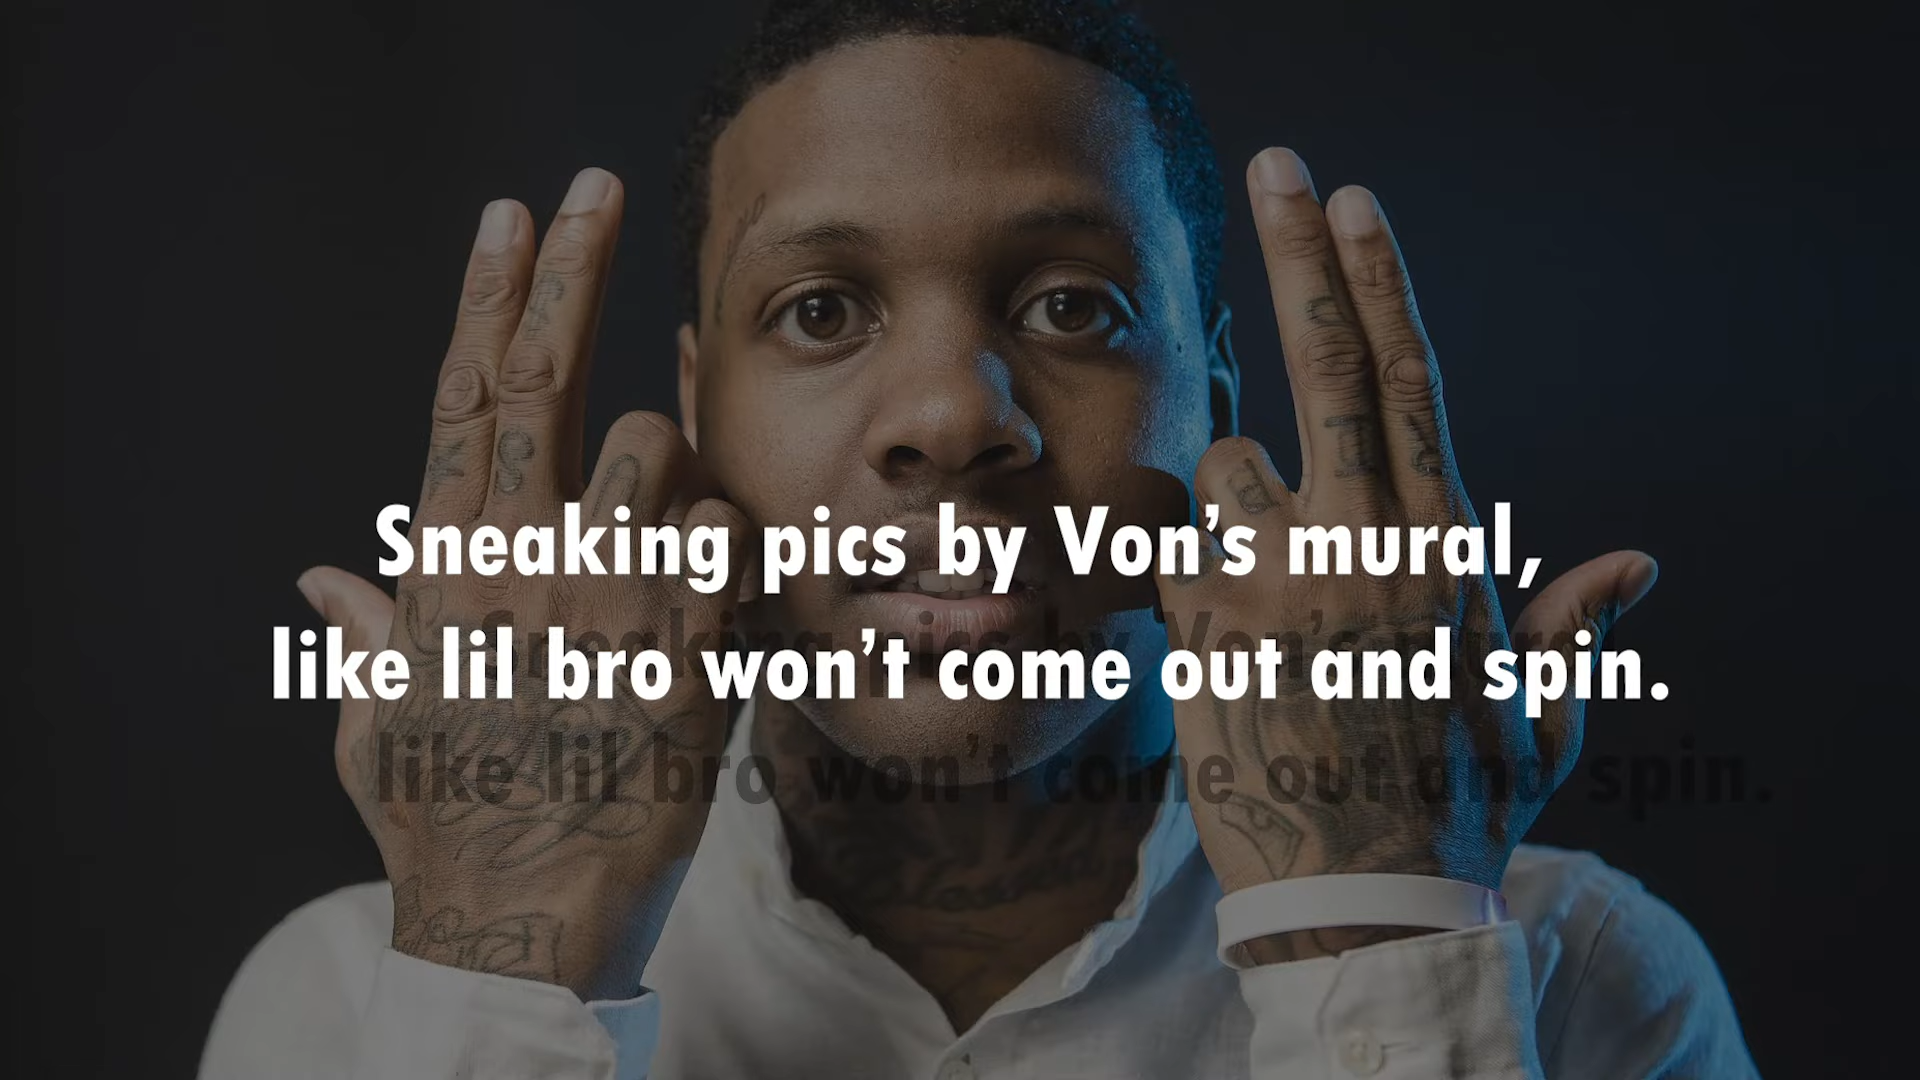 Sneaking pics by Von's mural,
like lil bro won't come out and spin.